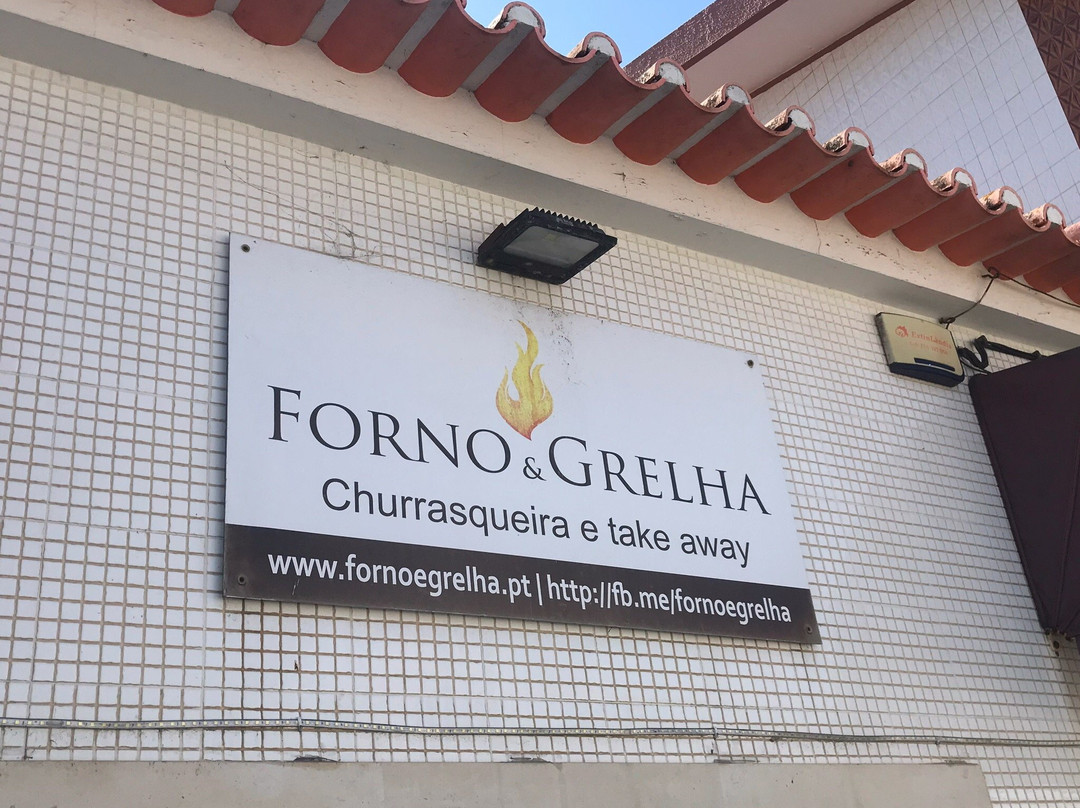 FORNO & GRELHA
Churrasqueira e take away
www.fornoegrelha.pt | http://fb.me/fornoegrelha